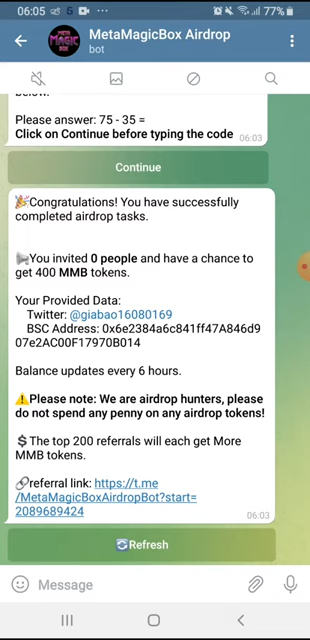 06:05
77%
MetaMagicBox Airdrop
bot
META
MAGIC
BOX
below.
Please answer: 75 - 35 =
Click on Continue before typing the code
06:03
Continue
🎉Congratulations! You have successfully
completed airdrop tasks.
📢You invited 0 people and have a chance to
get 400 MMB tokens.
Your Provided Data:
Twitter: @giabao16080169
BSC Address: 0x6e2384a6c841ff47A846d9
07e2AC00F17970B014
Balance updates every 6 hours.
⚠️Please note: We are airdrop hunters, please
do not spend any penny on any airdrop tokens!
💲The top 200 referrals will each get More
MMB tokens.
🔗referral link: https://t.me
/MetaMagicBoxAirdropBot?start=
2089689424
06:03
🔄Refresh
Message